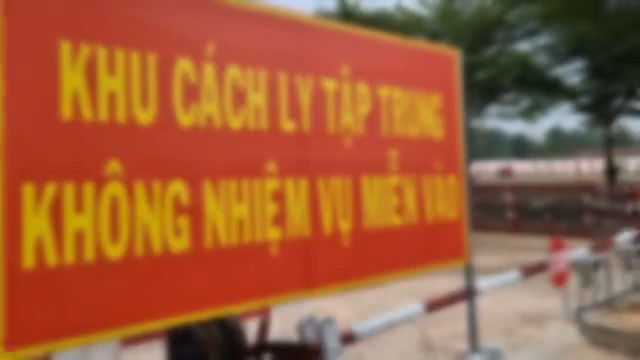 KHU CÁCH LY TẬP TRUNG
KHÔNG NHIỆM VỤ MIỄN VÀO